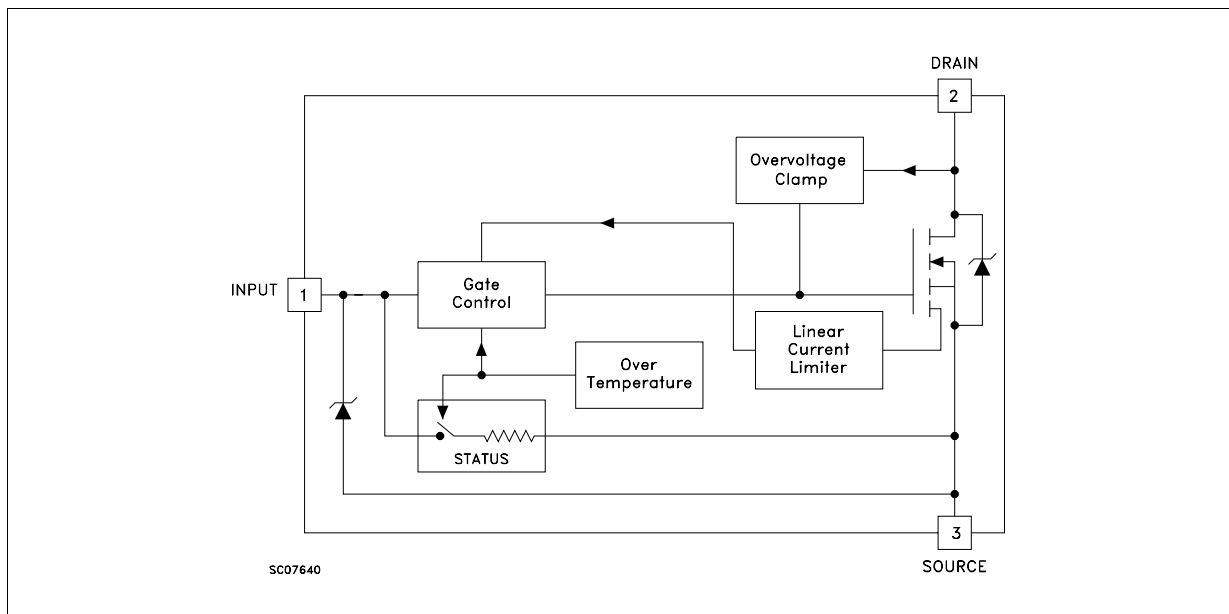 DRAIN
2
Overvoltage
Clamp
INPUT
1
Gate
Control
Linear
Current
Limiter
Over
Temperature
STATUS
3
SOURCE
SC07640